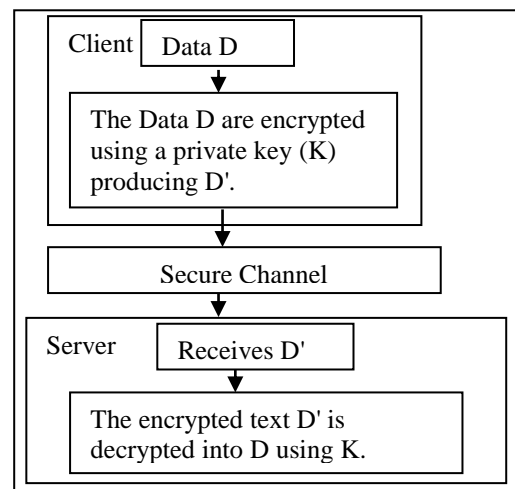 Client Data D
The Data D are encrypted
using a private key (K)
producing D'.
Secure Channel
Server Receives D'
The encrypted text D' is
decrypted into D using K.